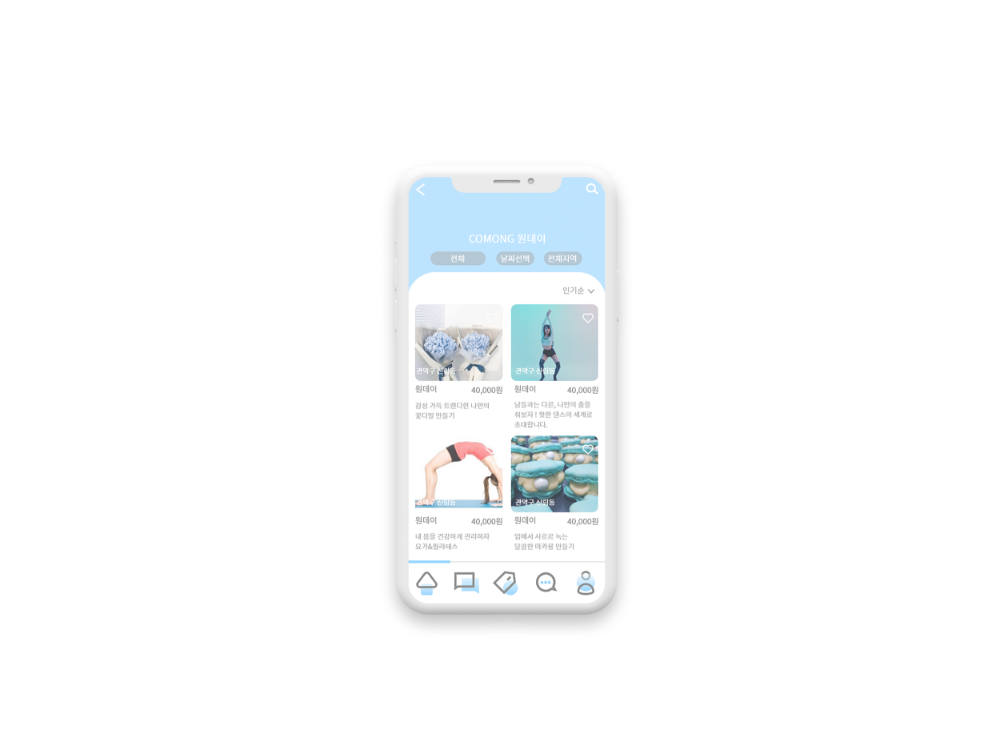 COMONG 원데이
전체 날짜선택 전체지역
인기순
관악구 신림동
관악구 신림동
원데이 40,000원
원데이 40,000원
감성 가득 트렌디한 나만의
꽃다발 만들기
남들과는 다른, 나만의 춤을
춰보자 ! 핫한 댄스의 세계로
초대합니다.
관악구 신림동
관악구 신림동
원데이 40,000원
원데이 40,000원
내 몸을 건강하게 관리하자
요가&필라테스
입에서 사르르 녹는
달콤한 마카롱 만들기